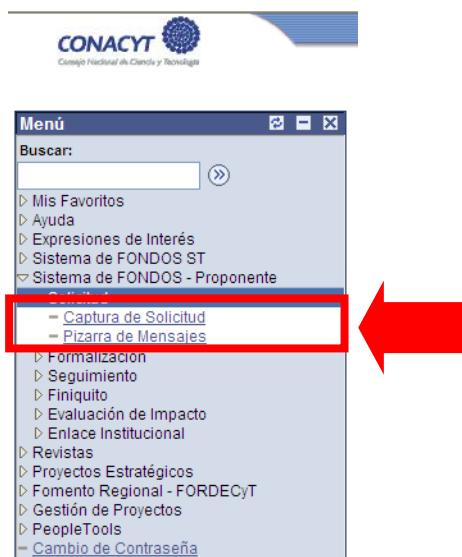 CONACYT
Consejo Nacional de Ciencia y Tecnología
Menú
Buscar:
Mis Favoritos
Ayuda
Expresiones de Interés
Sistema de FONDOS ST
Sistema de FONDOS - Proponente
Solicitud
Captura de Solicitud
Pizarra de Mensajes
Formalización
Seguimiento
Finiquito
Evaluación de Impacto
Enlace Institucional
Revistas
Proyectos Estratégicos
Fomento Regional - FORDECyT
Gestión de Proyectos
PeopleTools
Cambio de Contraseña